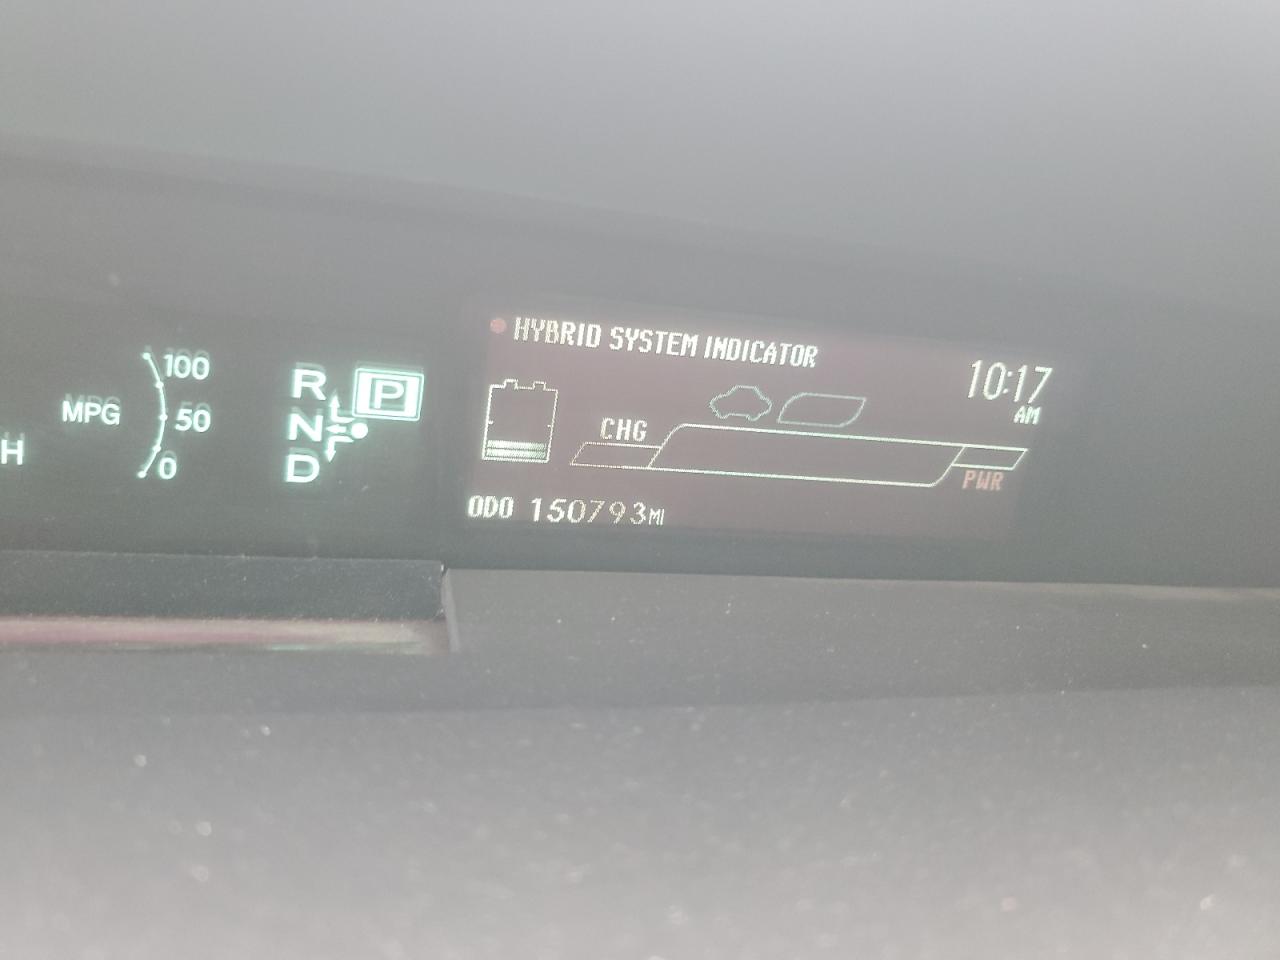 HYBRID SYSTEM INDICATOR
10:17
AM
100
MPG
50
0
H
R
P
N
D
CHG
PWR
ODO 150793MI